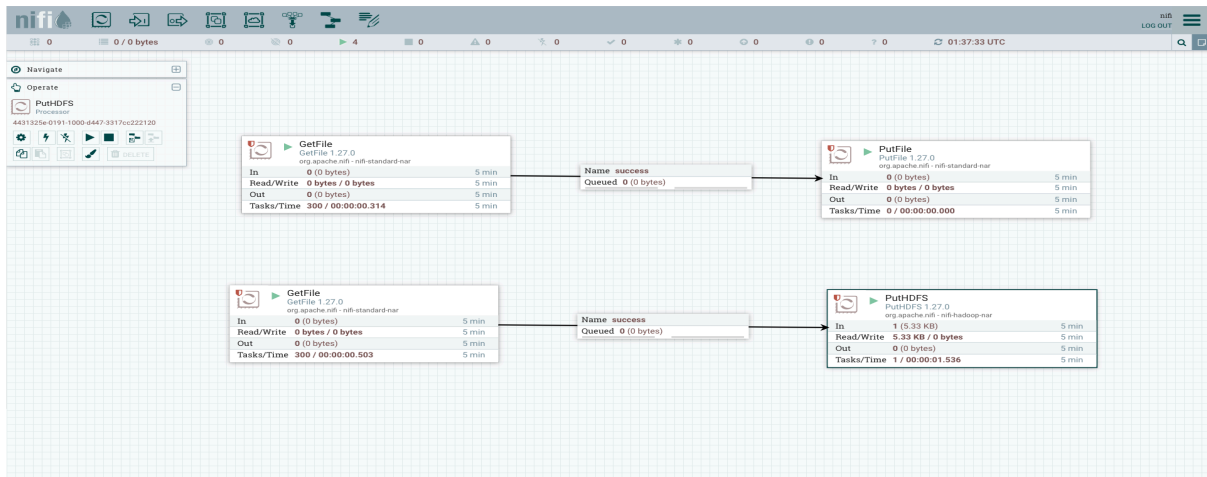 nifi
nifi
LOG OUT
0
0 / 0 bytes
0
0
4
0
0
0
0
0
0
0
0
01:37:33 UTC
Navigate
Operate
PutHDFS
Processor
4431325e-0191-1000-d447-3317cc222120
DELETE
GetFile
GetFile 1.27.0
org.apache.nifi - nifi-standard-nar
In 0 (0 bytes) 5 min
Read/Write 0 bytes / 0 bytes 5 min
Out 0 (0 bytes) 5 min
Tasks/Time 300 / 00:00:00.314 5 min
Name success
Queued 0 (0 bytes)
PutFile
PutFile 1.27.0
org.apache.nifi - nifi-standard-nar
In 0 (0 bytes) 5 min
Read/Write 0 bytes / 0 bytes 5 min
Out 0 (0 bytes) 5 min
Tasks/Time 0 / 00:00:00.000 5 min
GetFile
GetFile 1.27.0
org.apache.nifi - nifi-standard-nar
In 0 (0 bytes) 5 min
Read/Write 0 bytes / 0 bytes 5 min
Out 0 (0 bytes) 5 min
Tasks/Time 300 / 00:00:00.503 5 min
Name success
Queued 0 (0 bytes)
PutHDFS
PutHDFS 1.27.0
org.apache.nifi - nifi-hadoop-nar
In 1 (5.33 KB) 5 min
Read/Write 5.33 KB / 0 bytes 5 min
Out 0 (0 bytes) 5 min
Tasks/Time 1 / 00:00:01.536 5 min